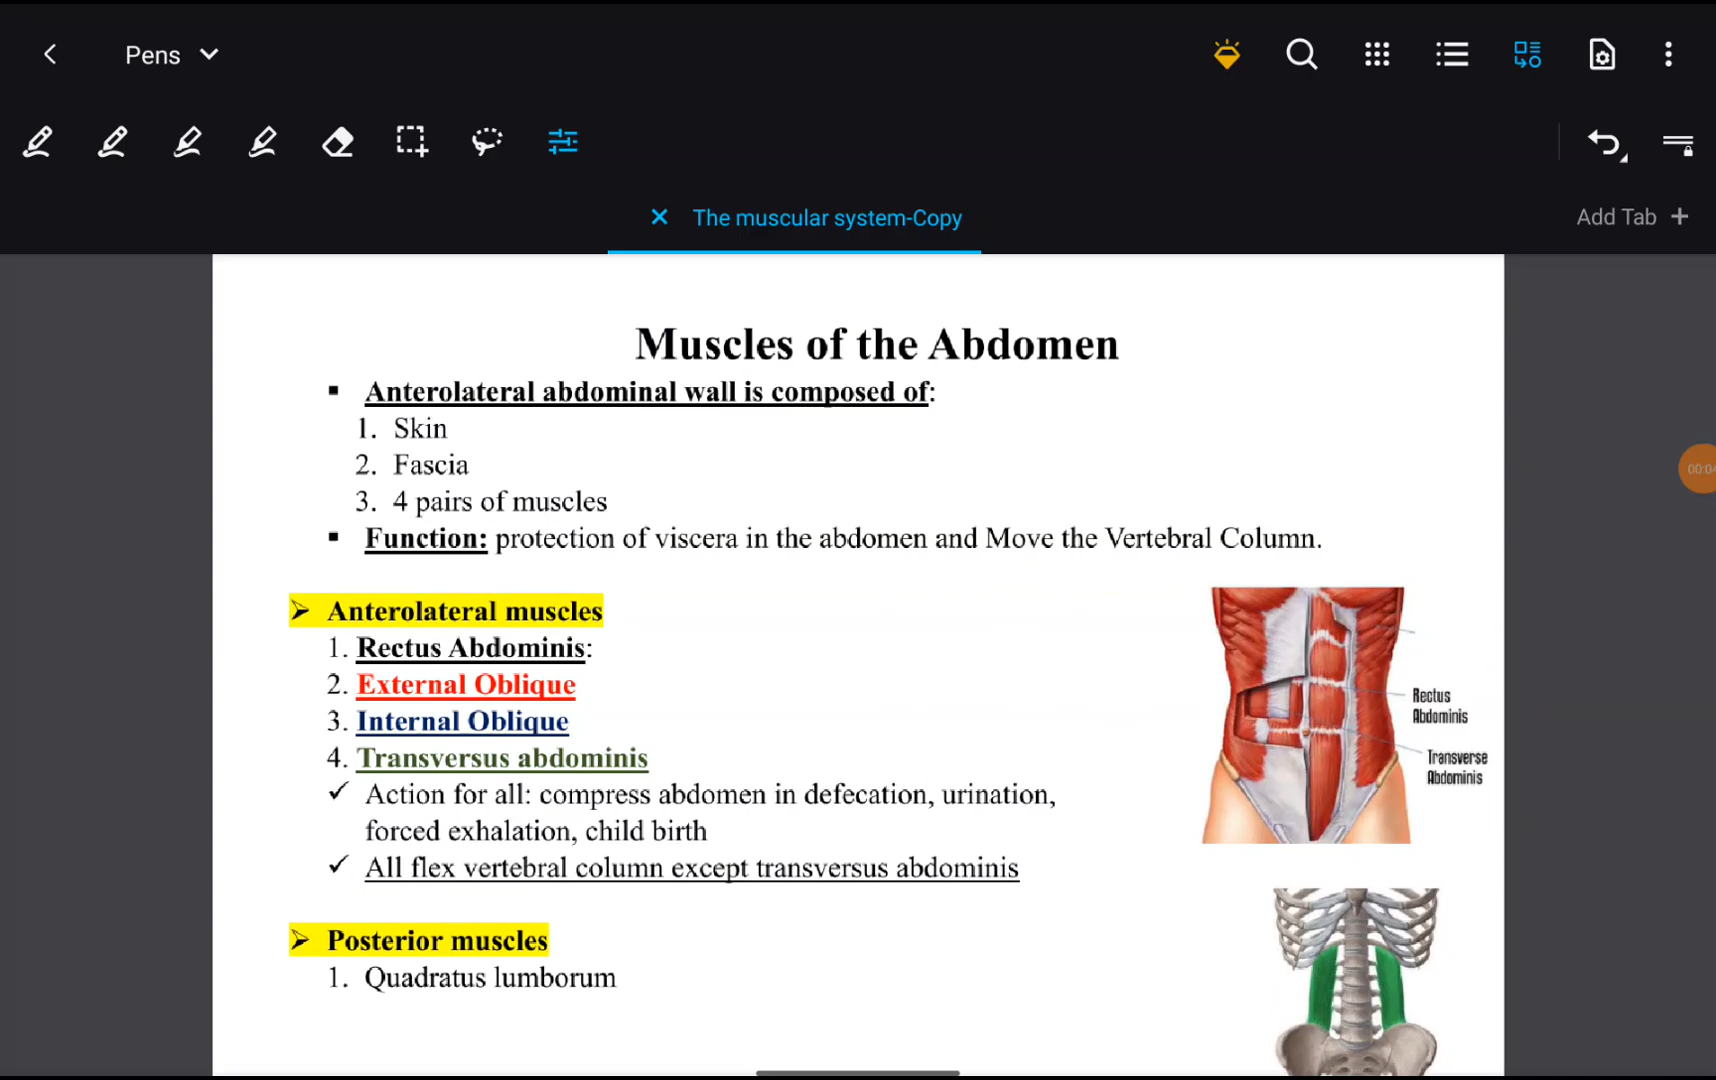 Pens
The muscular system-Copy
Add Tab +
Muscles of the Abdomen
▪ Anterolateral abdominal wall is composed of:
1. Skin
2. Fascia
3. 4 pairs of muscles
▪ Function: protection of viscera in the abdomen and Move the Vertebral Column.
➢ Anterolateral muscles
1. Rectus Abdominis:
2. External Oblique
3. Internal Oblique
4. Transversus abdominis
✓ Action for all: compress abdomen in defecation, urination,
forced exhalation, child birth
✓ All flex vertebral column except transversus abdominis
Rectus
Abdominis
Transverse
Abdominis
➢ Posterior muscles
1. Quadratus lumborum